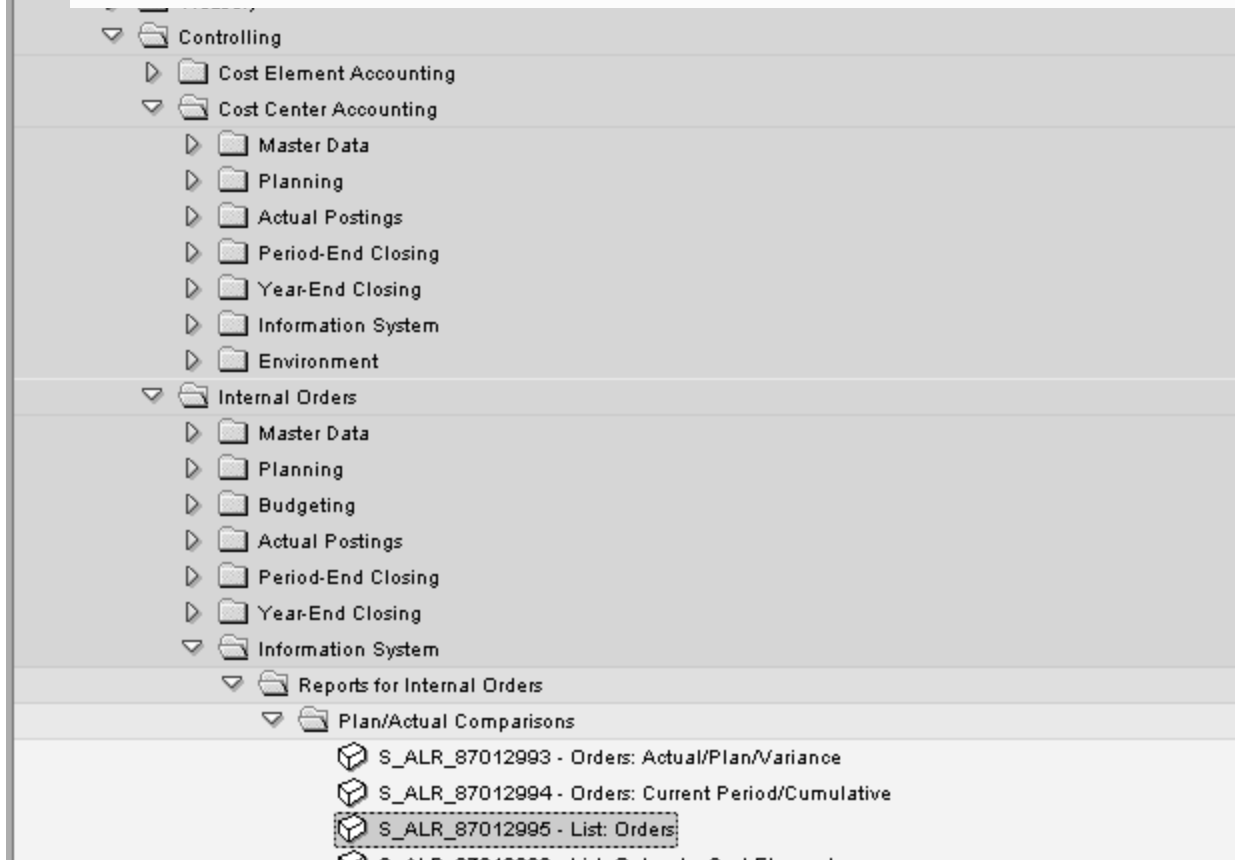 Controlling
Cost Element Accounting
Cost Center Accounting
Master Data
Planning
Actual Postings
Period-End Closing
Year-End Closing
Information System
Environment
Internal Orders
Master Data
Planning
Budgeting
Actual Postings
Period-End Closing
Year-End Closing
Information System
Reports for Internal Orders
Plan/Actual Comparisons
S_ALR_87012993 - Orders: Actual/Plan/Variance
S_ALR_87012994 - Orders: Current Period/Cumulative
S_ALR_87012995 - List: Orders